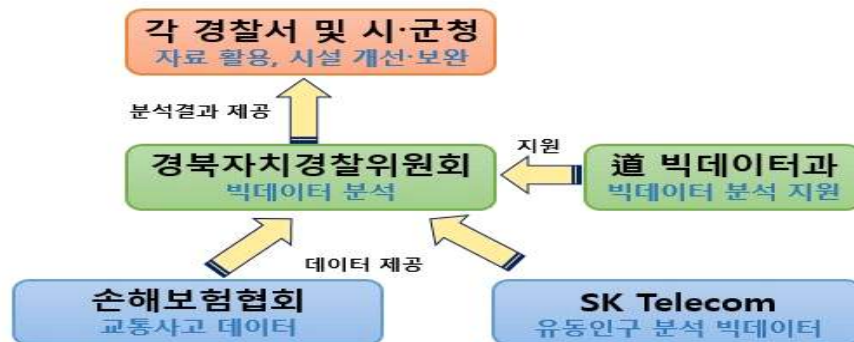 각 경찰서 및 시·군청
자료 활용, 시설 개선·보완
분석결과 제공
경북자치경찰위원회
빅데이터 분석
지원
道 빅데이터과
빅데이터 분석 지원
데이터 제공
손해보험협회
교통사고 데이터
SK Telecom
유동인구 분석 빅데이터